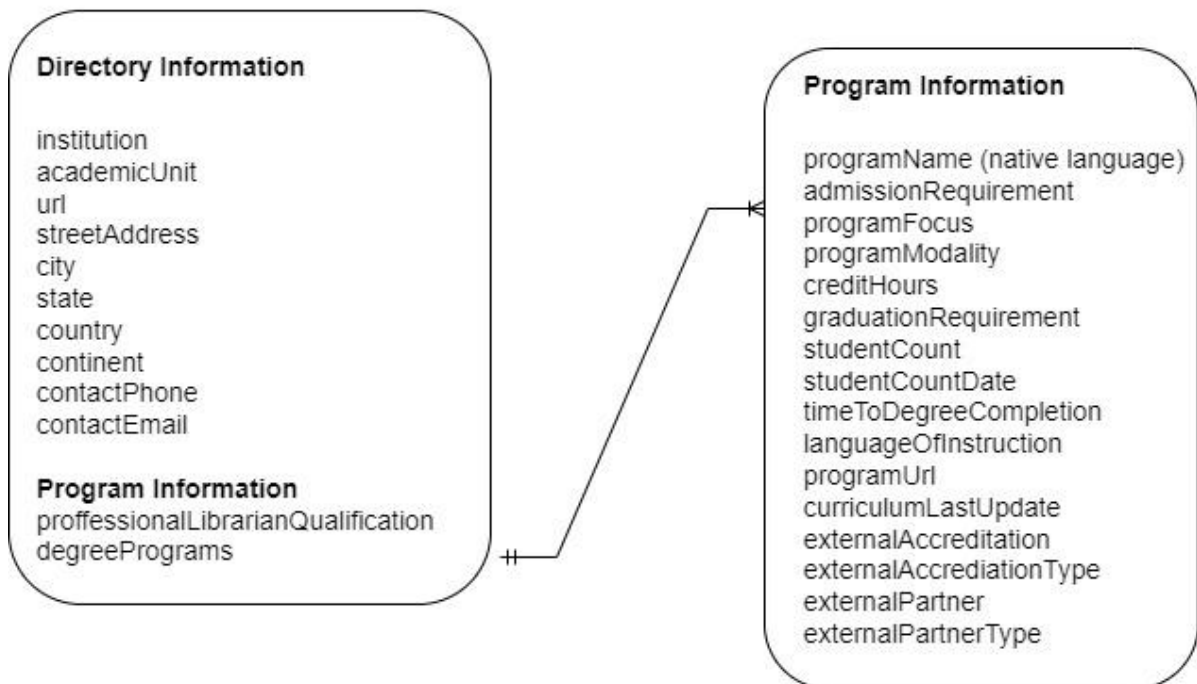 Directory Information
institution
academicUnit
url
streetAddress
city
state
country
continent
contactPhone
contactEmail
Program Information
proffessionalLibrarianQualification
degreePrograms
Program Information
programName (native language)
admissionRequirement
programFocus
programModality
creditHours
graduationRequirement
studentCount
studentCountDate
timeToDegreeCompletion
languageOfInstruction
programUrl
curriculumLastUpdate
externalAccreditation
externalAccrediationType
externalPartner
externalPartnerType